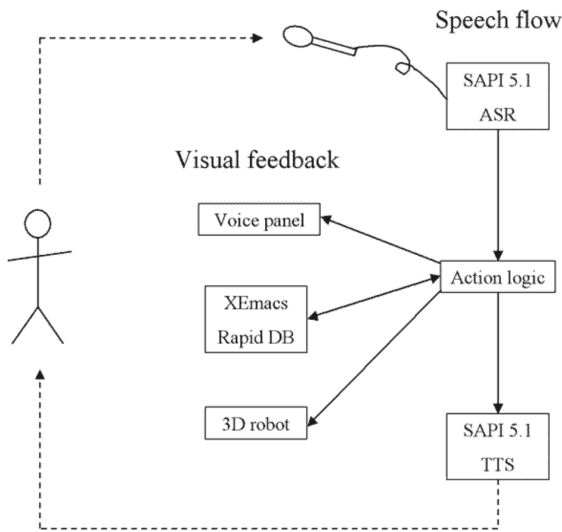 Speech flow
SAPI 5.1
ASR
Visual feedback
Voice panel
Action logic
XEmacs
Rapid DB
3D robot
SAPI 5.1
TTS